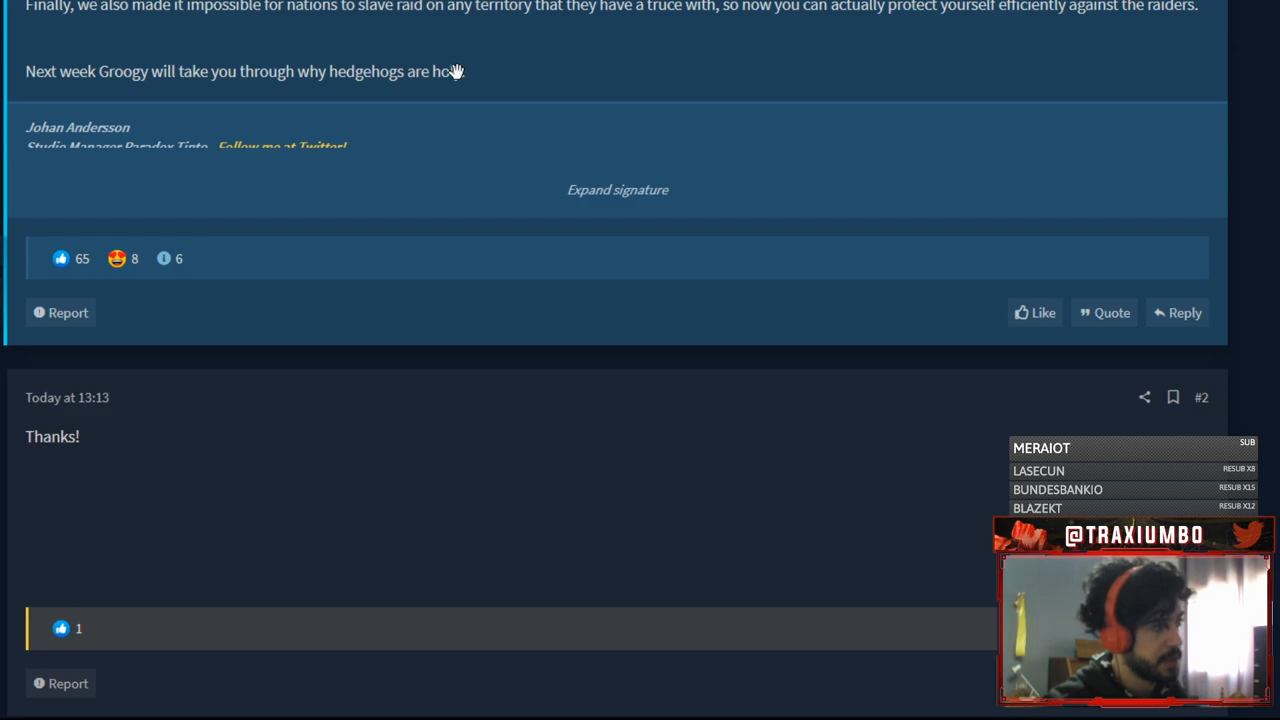 Finally, we also made it impossible for nations to slave raid on any territory that they have a truce with, so now you can actually protect yourself efficiently against the raiders.
Next week Groogy will take you through why hedgehogs are
Johan Andersson
Studio Manager Paradox Tinto Follow me at Twitter!
Expand signature
65 8 6
Report Like Quote Reply
Today at 13:13 #2
Thanks!
MERAIOT SUB
LASECUN RESUB X8
BUNDESBANKIO RESUB X15
BLAZEKT RESUB X12
@TRAXIUMBO
1
Report